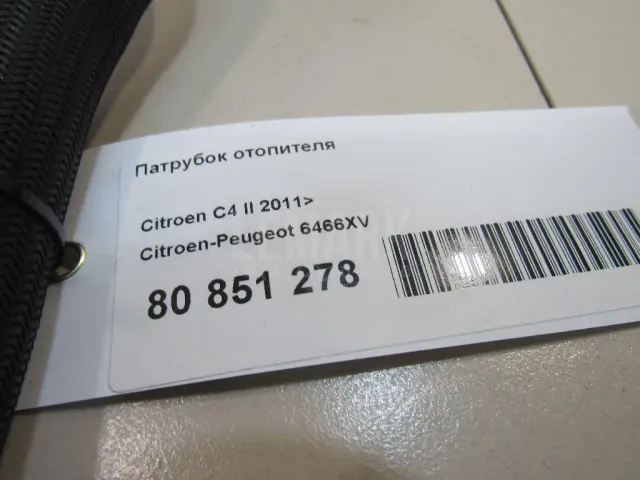 Патрубок отопителя
Citroen C4 II 2011>
Citroen-Peugeot 6466XV
80 851 278